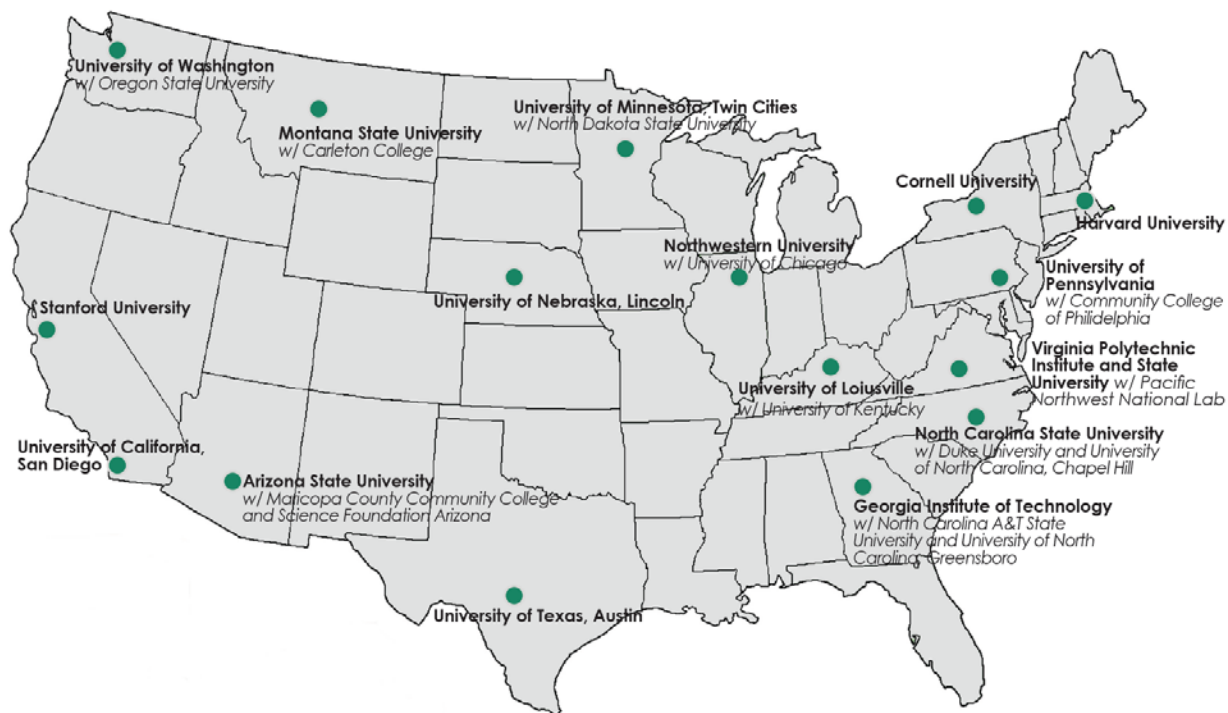 University of Washington
w/ Oregon State University
Montana State University
w/ Carleton College
University of Minnesota, Twin Cities
w/ North Dakota State University
Cornell University
Harvard University
Northwestern University
w/ University of Chicago
University of
Pennsylvania
w/ Community College
of Philidelphia
University of Nebraska, Lincoln
Stanford University
Virginia Polytechnic
Institute and State
University w/ Pacific
Northwest National Lab
University of Loiusville
w/ University of Kentucky
North Carolina State University
w/ Duke University and University
of North Carolina, Chapel Hill
University of California,
San Diego
Arizona State University
w/ Maricopa County Community College
and Science Foundation Arizona
Georgia Institute of Technology
w/ North Carolina A&T State
University and University of North
Carolina, Greensboro
University of Texas, Austin